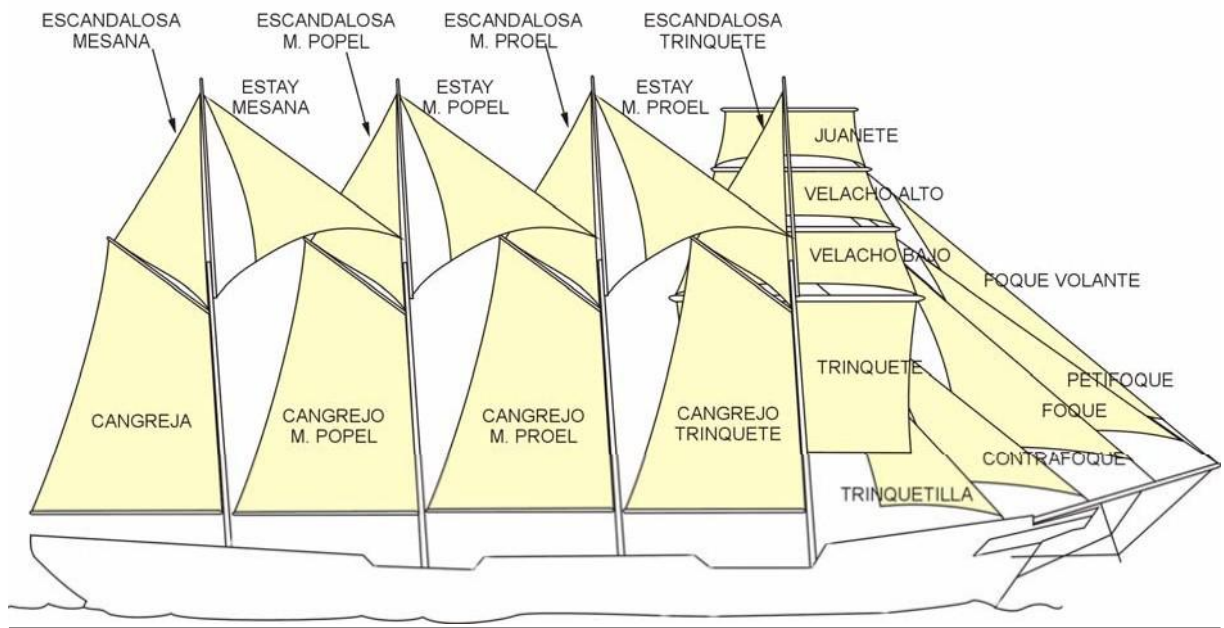 ESCANDALOSA
MESANA
ESCANDALOSA
M. POPEL
ESCANDALOSA
M. PROEL
ESCANDALOSA
TRINQUETE
ESTAY
MESANA
ESTAY
M. POPEL
ESTAY
M. PROEL
JUANETE
VELACHO ALTO
VELACHO BAJO
FOQUE VOLANTE
TRINQUETE
PETIFOQUE
FOQUE
CANGREJA
CANGREJO
M. POPEL
CANGREJO
M. PROEL
CANGREJO
TRINQUETE
CONTRAFOQUE
TRINQUETILLA